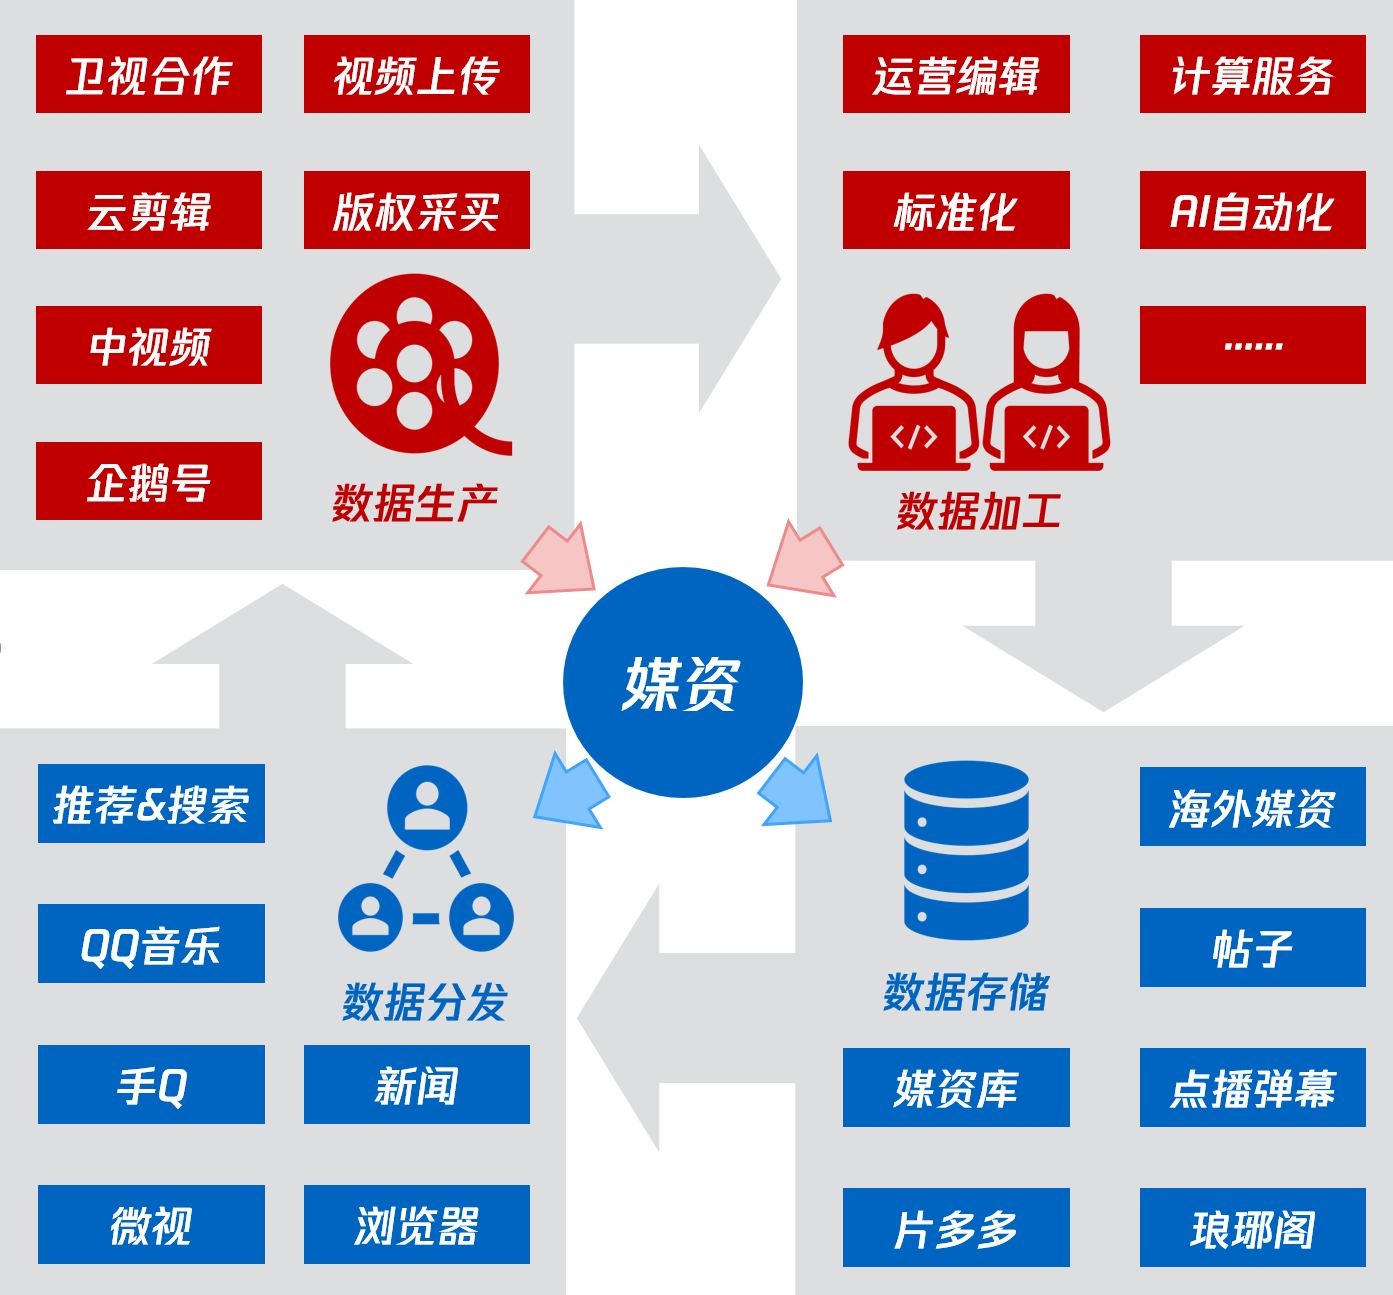 卫视合作
视频上传
云剪辑
版权采买
中视频
企鹅号
数据生产
运营编辑
计算服务
标准化
AI自动化
......
</>
</>
数据加工
媒资
推荐&搜索
QQ音乐
数据分发
手Q
新闻
微视
浏览器
海外媒资
帖子
数据存储
媒资库
点播弹幕
片多多
琅琊阁